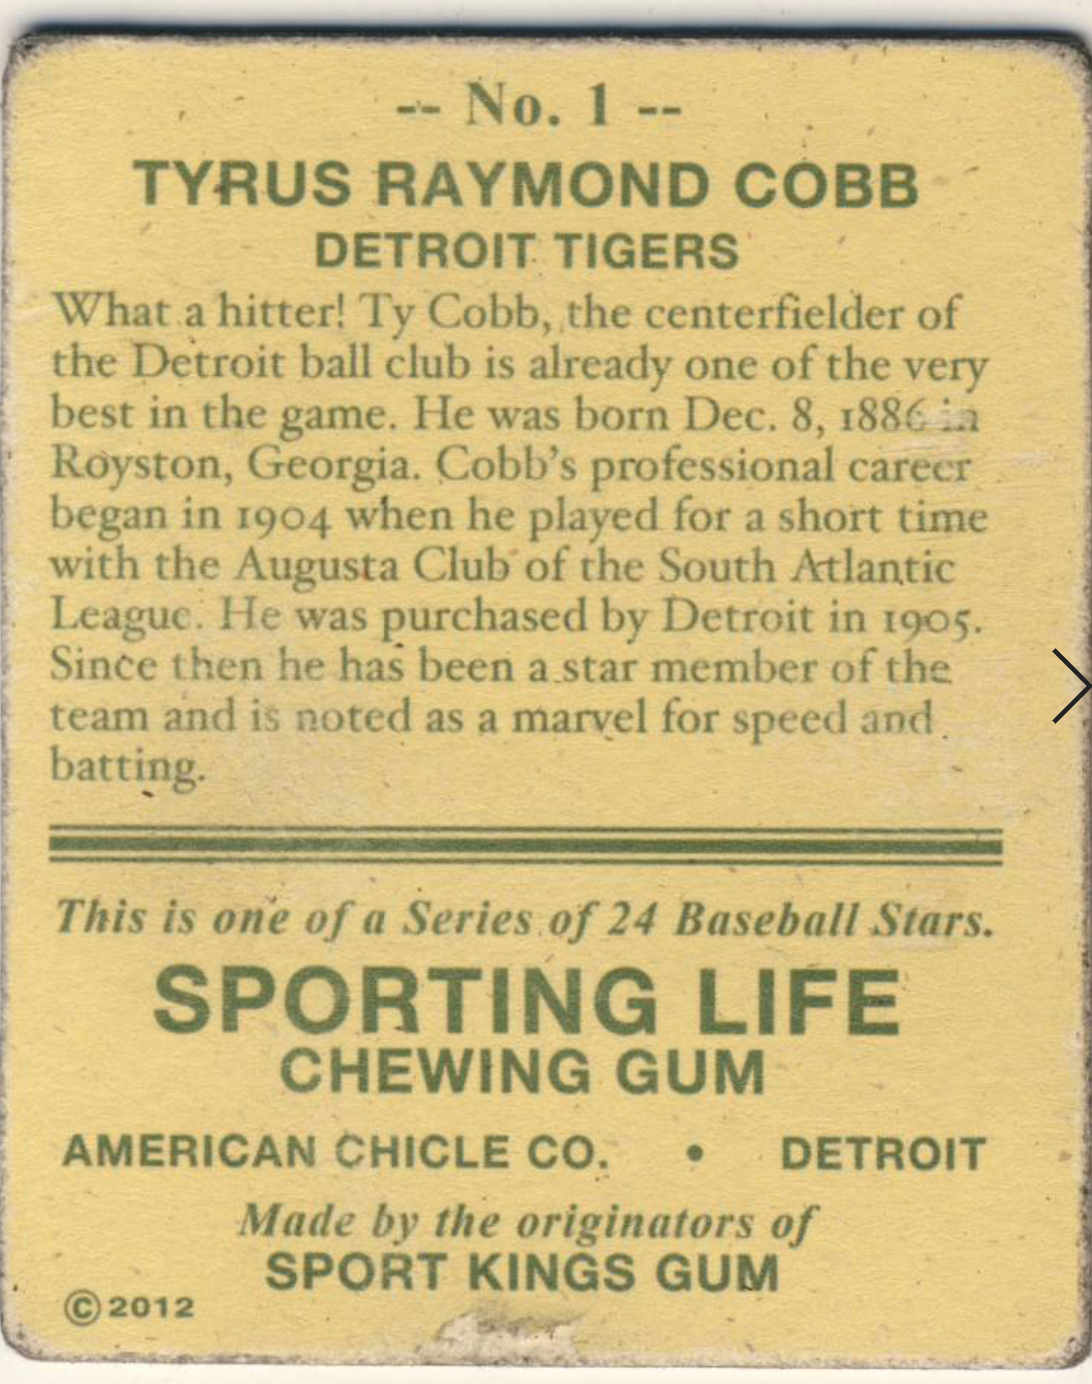 -- No. 1 --
TYRUS RAYMOND COBB
DETROIT TIGERS
What a hitter! Ty Cobb, the centerfielder of
the Detroit ball club is already one of the very
best in the game. He was born Dec. 8, 1886 in
Royston, Georgia. Cobb's professional career
began in 1904 when he played for a short time
with the Augusta Club of the South Atlantic
League. He was purchased by Detroit in 1905.
Since then he has been a star member of the
team and is noted as a marvel for speed and
batting.
This is one of a Series of 24 Baseball Stars.
SPORTING LIFE
CHEWING GUM
AMERICAN CHICLE CO. • DETROIT
Made by the originators of
SPORT KINGS GUM
©2012